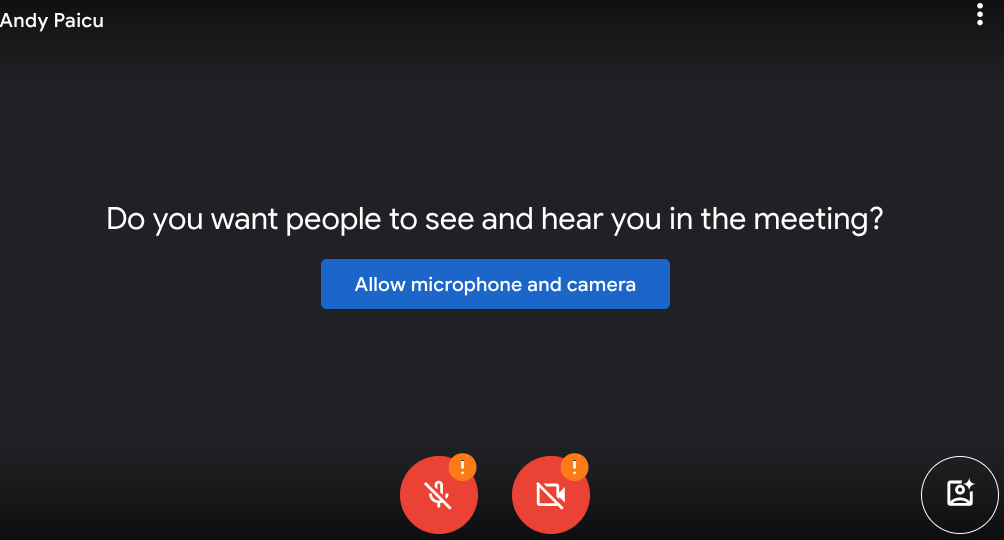 Andy Paicu
Do you want people to see and hear you in the meeting?
Allow microphone and camera